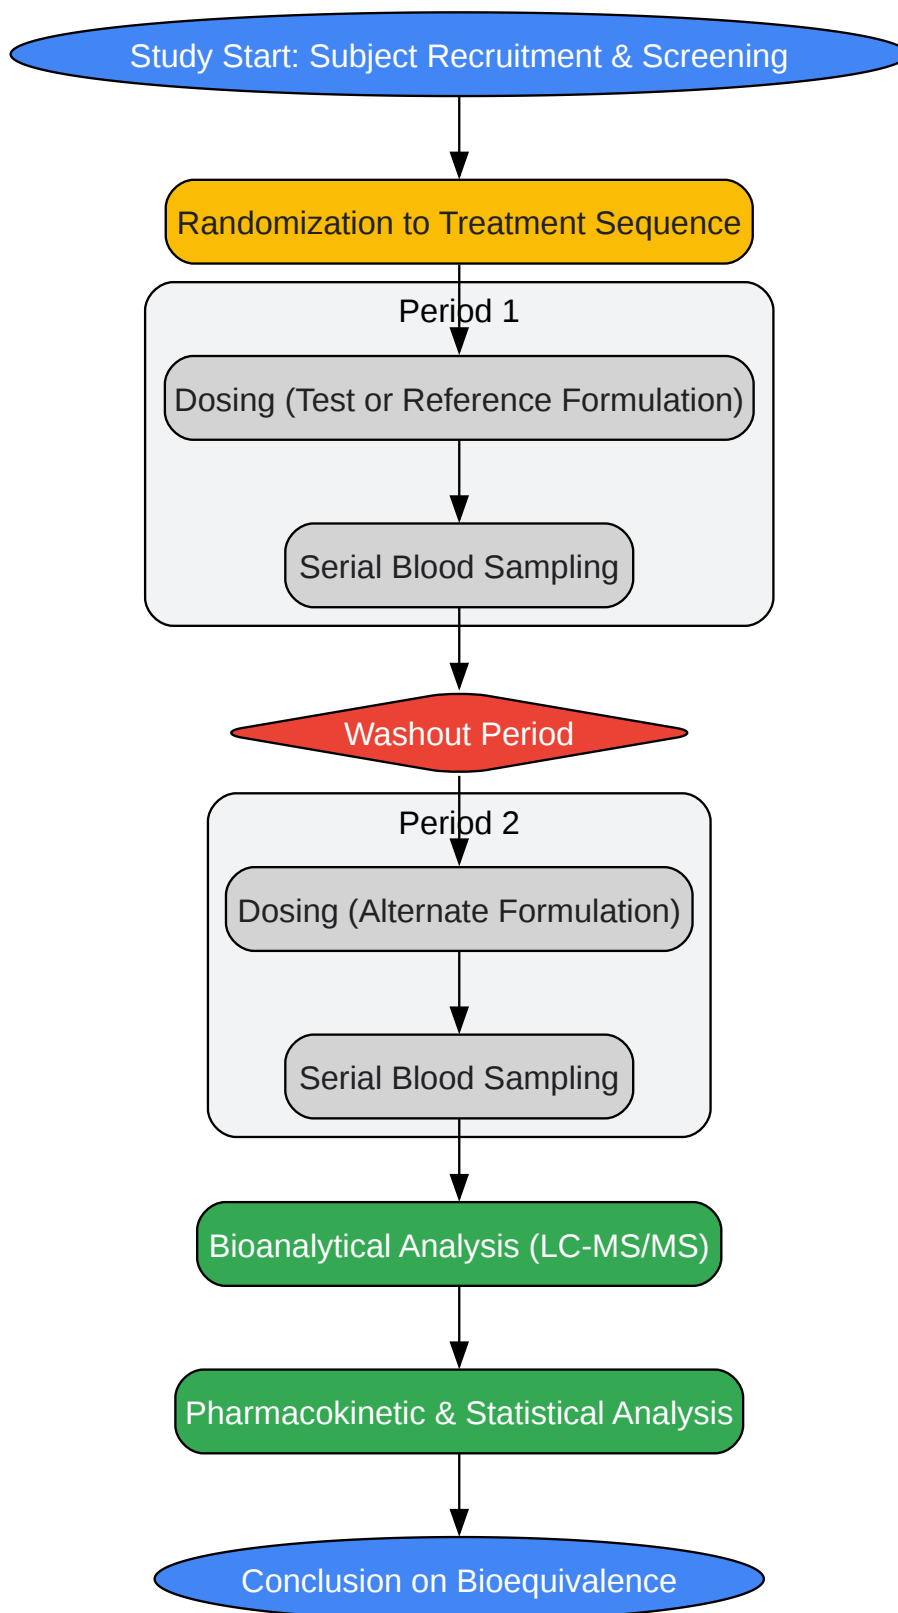 Study Start: Subject Recruitment & Screening
Randomization to Treatment Sequence
Period 1
Dosing (Test or Reference Formulation)
Serial Blood Sampling
Washout Period
Period 2
Dosing (Alternate Formulation)
Serial Blood Sampling
Bioanalytical Analysis (LC-MS/MS)
Pharmacokinetic & Statistical Analysis
Conclusion on Bioequivalence